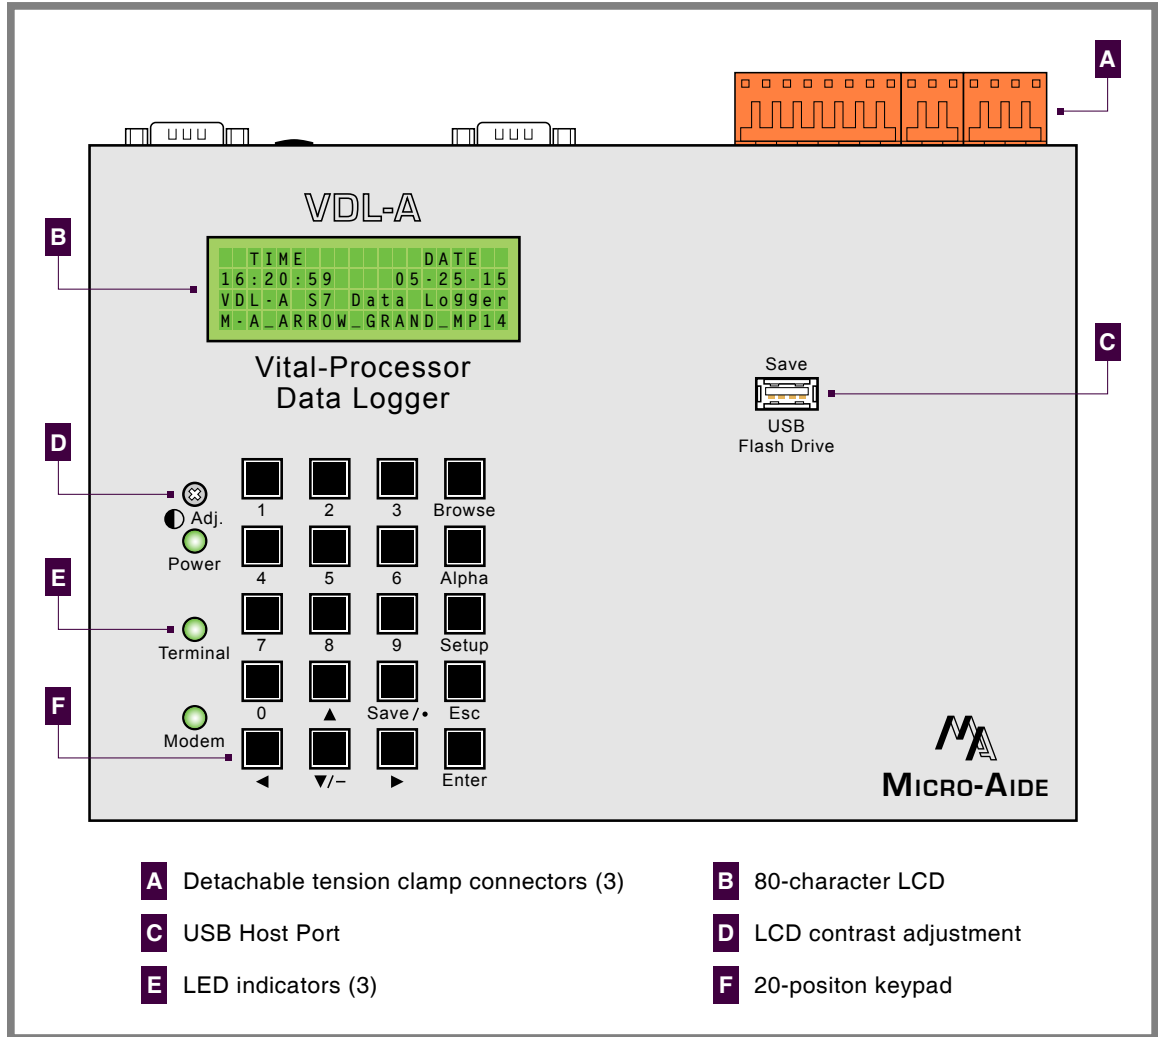 A
VDL-A
B
TIME DATE
16:20:59 05-25-15
VDL-A S7 Data Logger
M-A_ARROW_GRAND_MP14
Vital-Processor
Data Logger
C
Save
USB
Flash Drive
D
Adj.
1 2 3 Browse
Power
4 5 6 Alpha
E
Terminal
7 8 9 Setup
F
0 ▲ Save/• Esc
Modem
◀ ▼/– ▶ Enter
MA
MICRO-AIDE
A Detachable tension clamp connectors (3)
B 80-character LCD
C USB Host Port
D LCD contrast adjustment
E LED indicators (3)
F 20-positon keypad